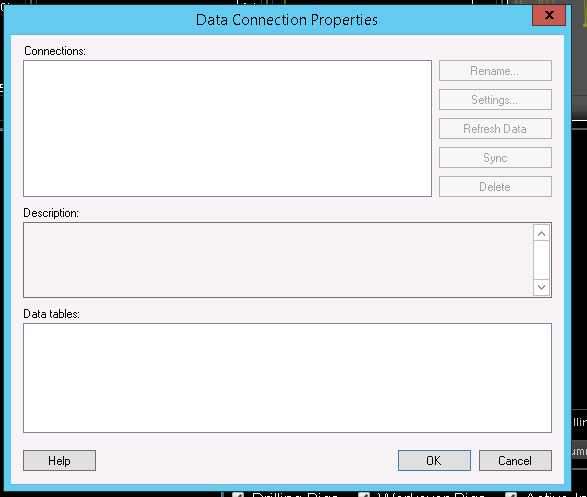 Data Connection Properties
x
Connections:
Rename...
Settings...
Refresh Data
Sync
Delete
Description:
Data tables:
Help
OK
Cancel